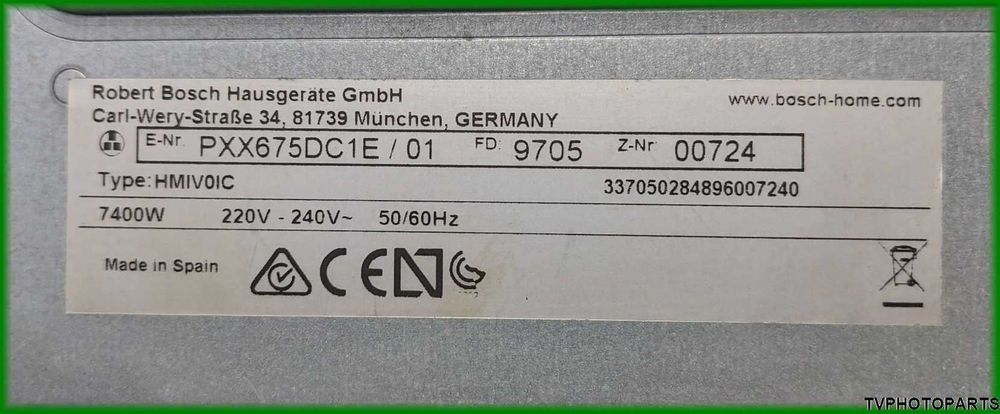 Robert Bosch Hausgeräte GmbH
www.bosch-home.com
Carl-Wery-Straße 34, 81739 München, GERMANY
E-Nr. PXX675DC1E / 01 FD: 9705 Z-Nr 00724
Type: HMIV0IC
337050284896007240
7400W 220V - 240V~ 50/60Hz
Made in Spain
CE
TVPHOTOPARTS